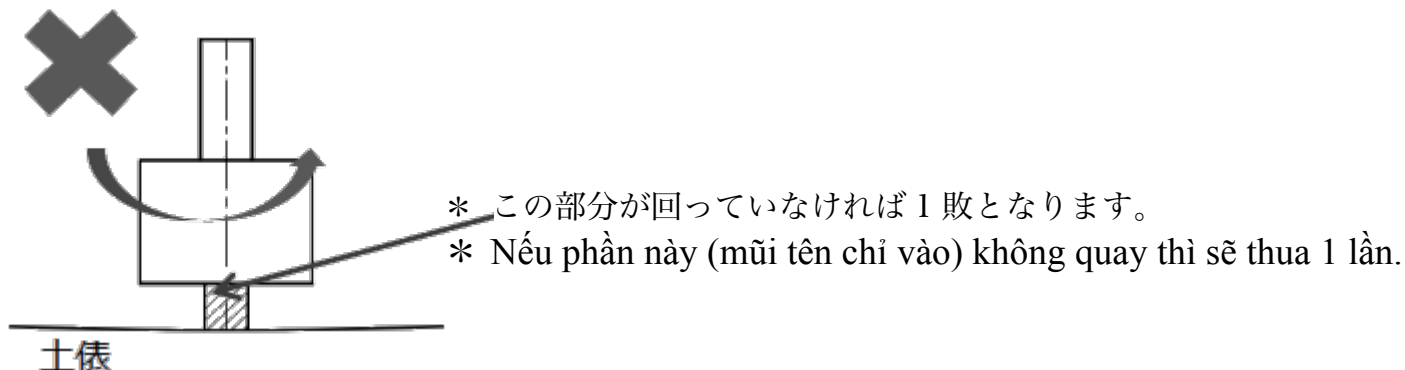 ＊ この部分が回っていなければ１敗となります。
＊ Nếu phần này (mũi tên chỉ vào) không quay thì sẽ thua 1 lần.
土俵